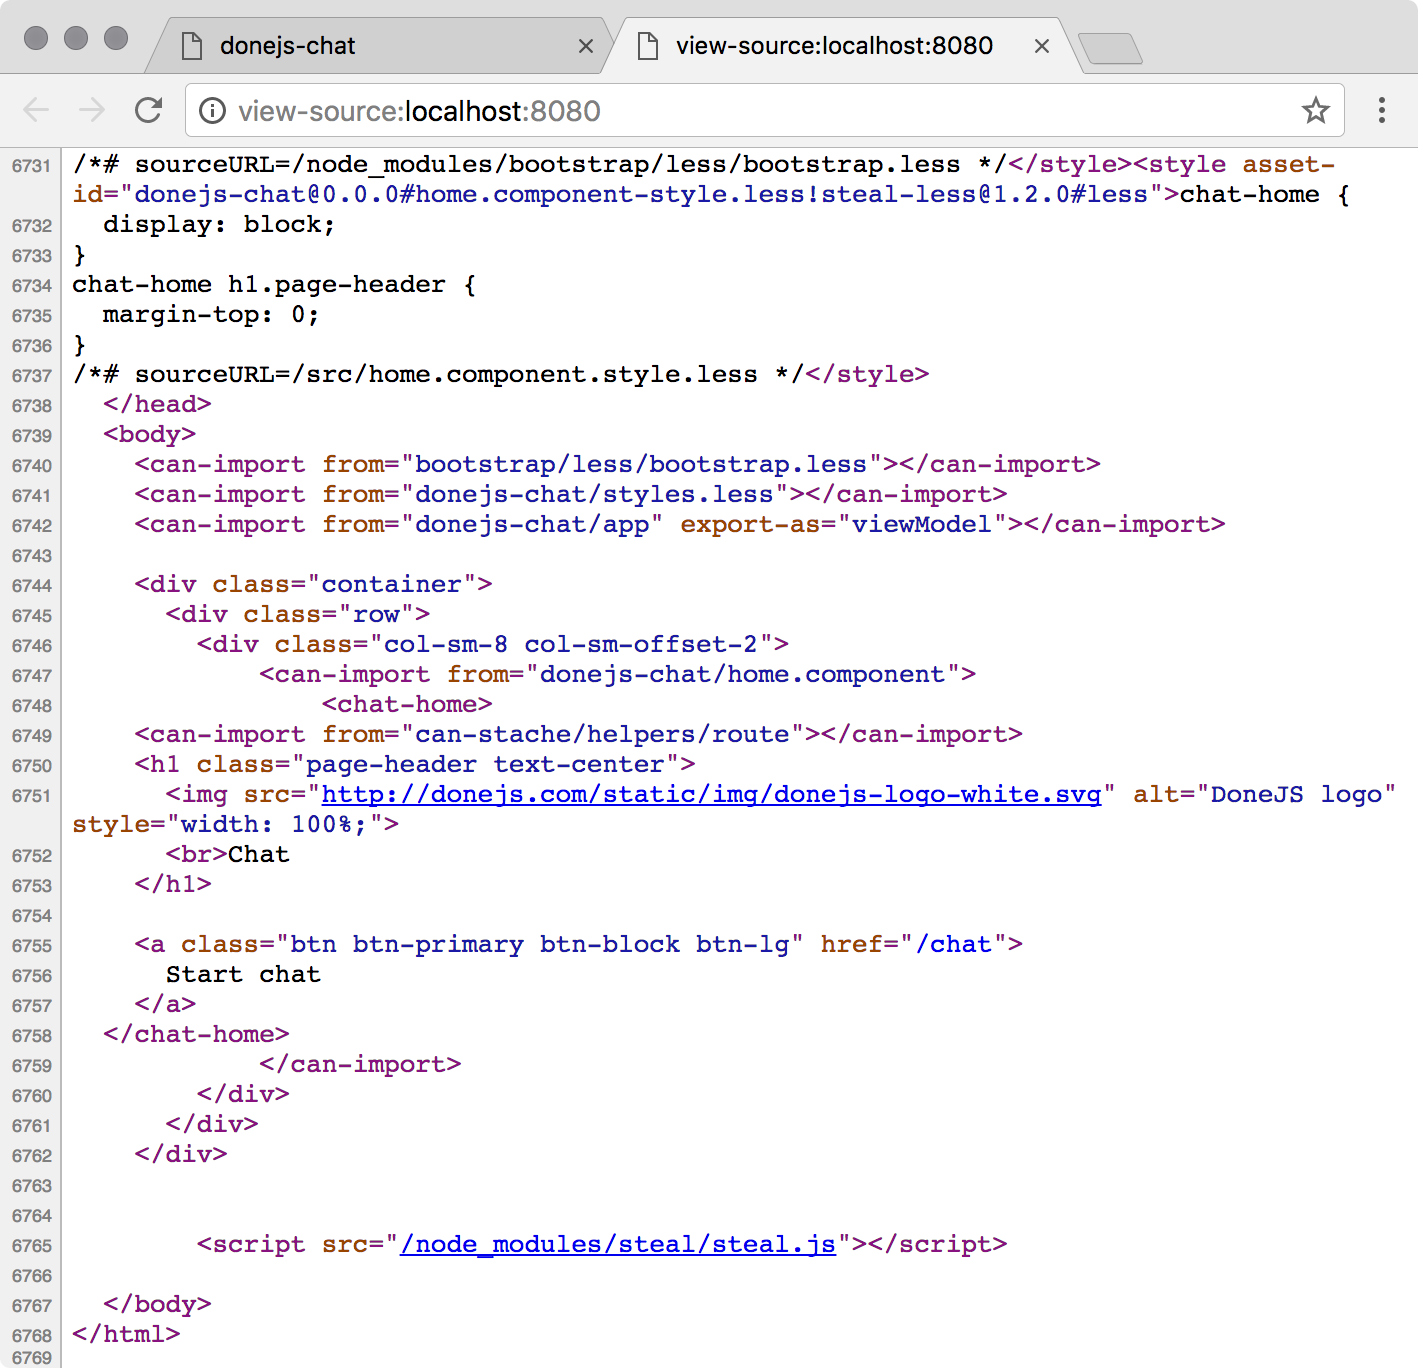 donejs-chat
view-source:localhost:8080
view-source:localhost:8080
6731 /*# sourceURL=/node_modules/bootstrap/less/bootstrap.less */</style><style asset-
id="donejs-chat@0.0.0#home.component-style.less!steal-less@1.2.0#less">chat-home {
6732   display: block;
6733 }
6734 chat-home h1.page-header {
6735   margin-top: 0;
6736 }
6737 /*# sourceURL=/src/home.component.style.less */</style>
6738   </head>
6739   <body>
6740     <can-import from="bootstrap/less/bootstrap.less"></can-import>
6741     <can-import from="donejs-chat/styles.less"></can-import>
6742     <can-import from="donejs-chat/app" export-as="viewModel"></can-import>
6743
6744     <div class="container">
6745       <div class="row">
6746         <div class="col-sm-8 col-sm-offset-2">
6747             <can-import from="donejs-chat/home.component">
6748                 <chat-home>
6749     <can-import from="can-stache/helpers/route"></can-import>
6750     <h1 class="page-header text-center">
6751       <img src="http://donejs.com/static/img/donejs-logo-white.svg" alt="DoneJS logo"
style="width: 100%;">
6752       <br>Chat
6753     </h1>
6754
6755     <a class="btn btn-primary btn-block btn-lg" href="/chat">
6756       Start chat
6757     </a>
6758   </chat-home>
6759             </can-import>
6760         </div>
6761       </div>
6762     </div>
6763
6764
6765         <script src="/node_modules/steal/steal.js"></script>
6766
6767   </body>
6768 </html>
6769